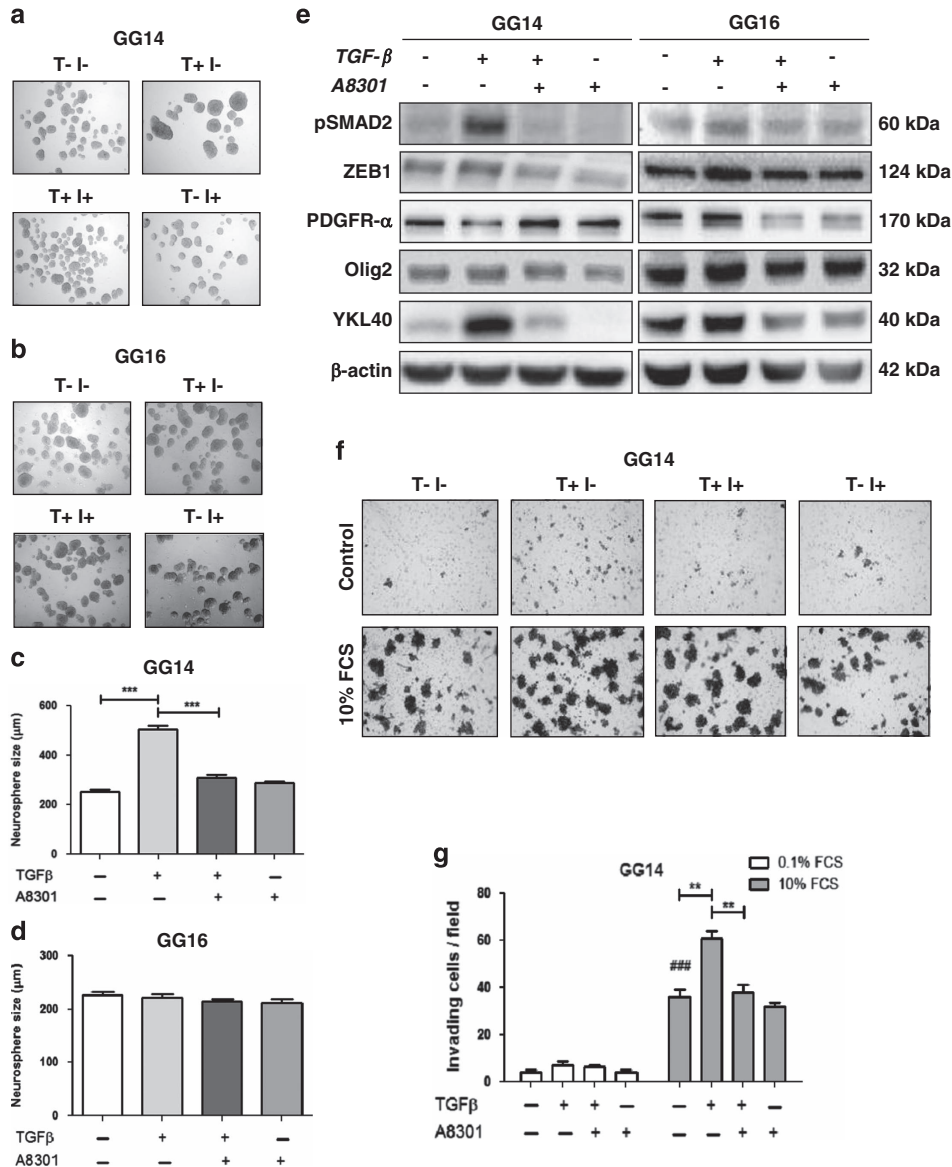 a
GG14
T- I-
T+ I-
T+ I+
T- I+
b
GG16
T- I-
T+ I-
T+ I+
T- I+
c
GG14
Neurosphere size (μm)
600
400
200
0
***
***
TGFβ – + + –
A8301 – – + +
d
GG16
Neurosphere size (μm)
300
200
100
0
TGFβ – + + –
A8301 – – + +
e
GG14 GG16
TGF-β - + + - - + + -
A8301 - - + + - - + +
pSMAD2 60 kDa
ZEB1 124 kDa
PDGFR-α 170 kDa
Olig2 32 kDa
YKL40 40 kDa
β-actin 42 kDa
f
GG14
T- I- T+ I- T+ I+ T- I+
Control
10% FCS
g
GG14
0.1% FCS
10% FCS
Invading cells / field
80
60
40
20
0
**
**
###
TGFβ – + + – – + + –
A8301 – – + + – – + +